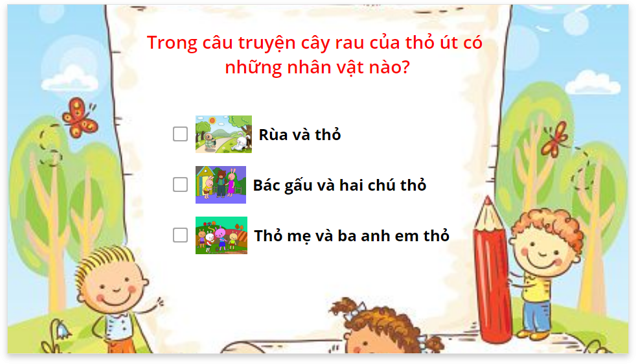 Trong câu truyện cây rau của thỏ út có
những nhân vật nào?
Rùa và thỏ
Bác gấu và hai chú thỏ
Thỏ mẹ và ba anh em thỏ